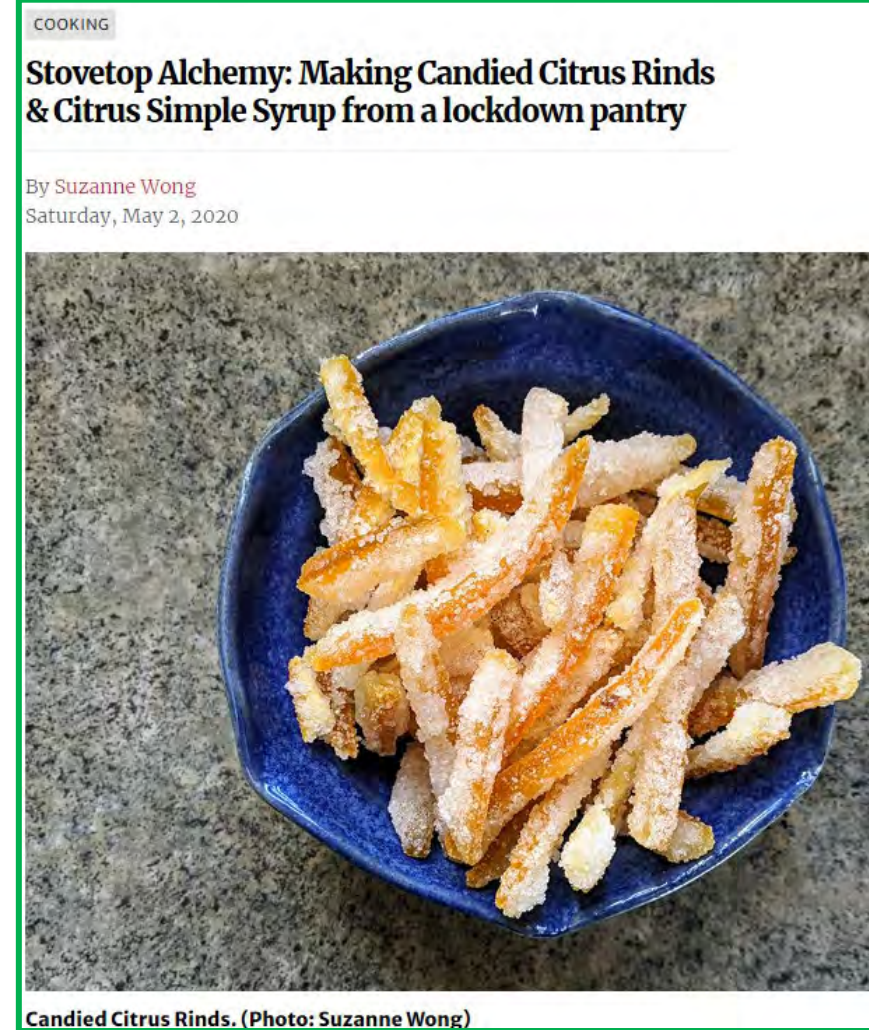 COOKING
Stovetop Alchemy: Making Candied Citrus Rinds
& Citrus Simple Syrup from a lockdown pantry
By Suzanne Wong
Saturday, May 2, 2020
Candied Citrus Rinds. (Photo: Suzanne Wong)